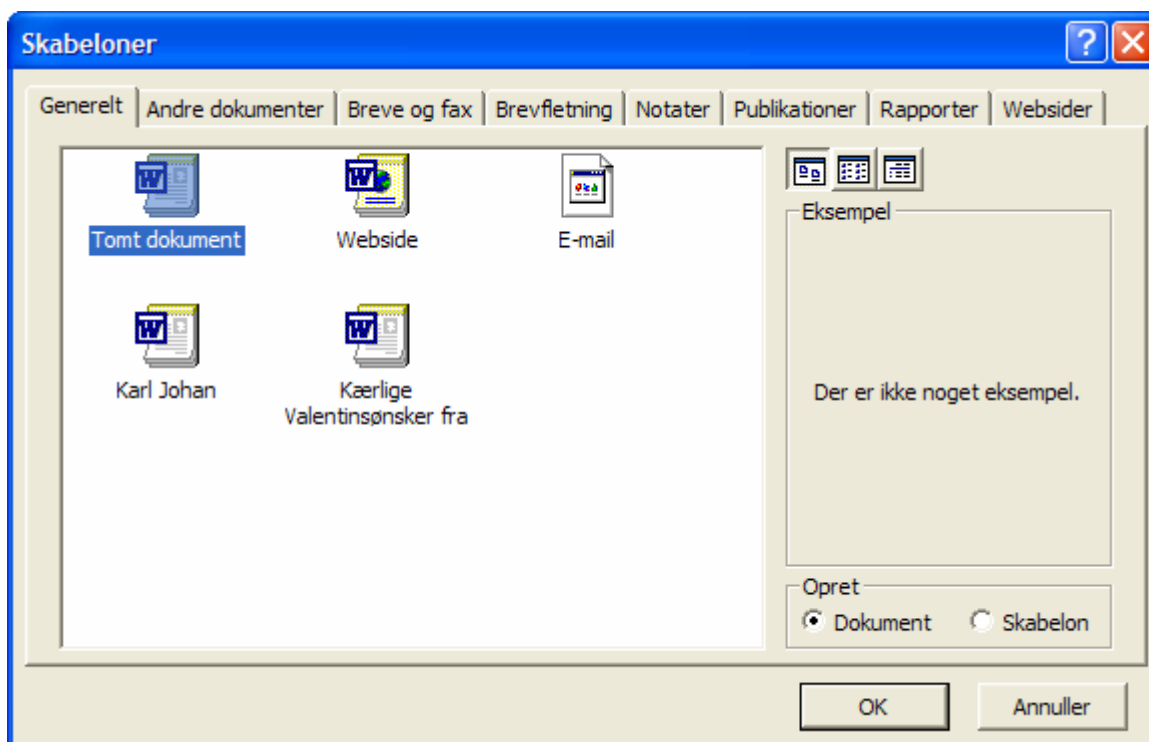 Skabeloner
Generelt Andre dokumenter Breve og fax Brevfletning Notater Publikationer Rapporter Websider
Tomt dokument Webside E-mail
Karl Johan Kærlige
Valentinsønsker fra
Eksempel
Der er ikke noget eksempel.
Opret
Dokument Skabelon
OK Annuller